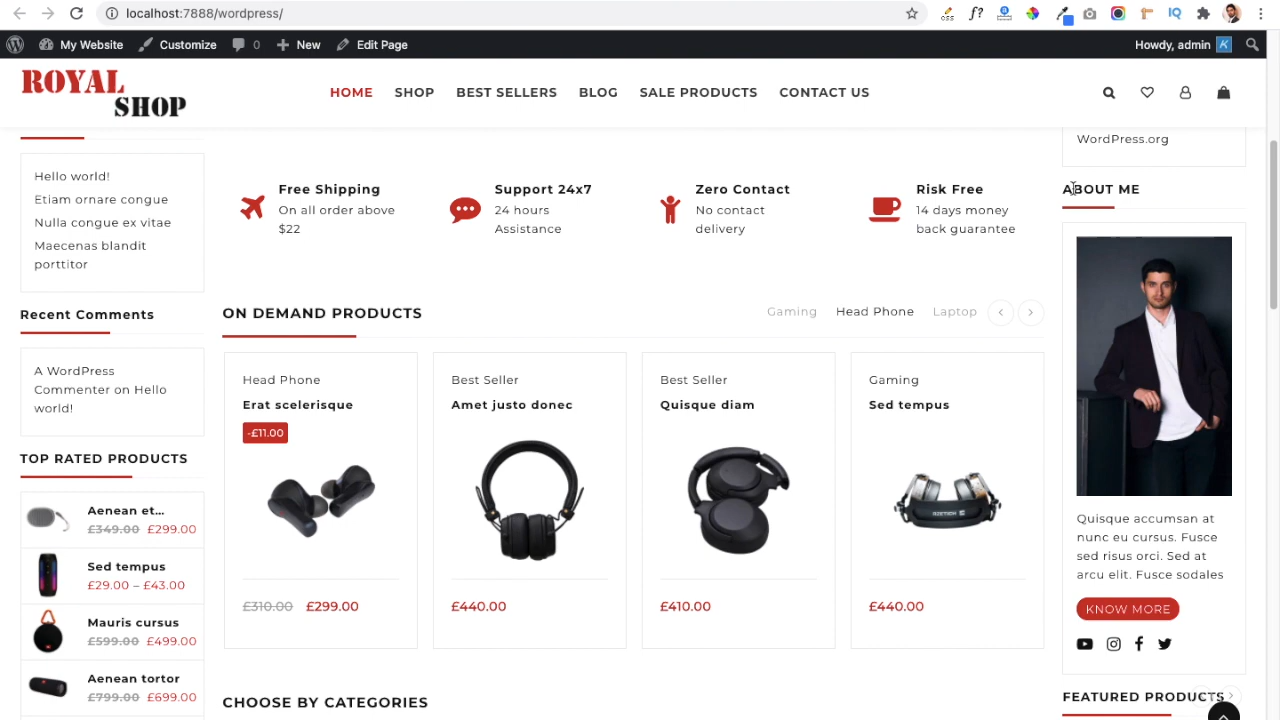 localhost:7888/wordpress/
My Website
Customize
0
New
Edit Page
Howdy, admin
ROYAL
SHOP
HOME
SHOP
BEST SELLERS
BLOG
SALE PRODUCTS
CONTACT US
Hello world!
Etiam ornare congue
Nulla congue ex vitae
Maecenas blandit
porttitor
Recent Comments
A WordPress
Commenter on Hello
world!
TOP RATED PRODUCTS
Aenean et...
£349.00 £299.00
Sed tempus
£29.00 – £43.00
Mauris cursus
£599.00 £499.00
Aenean tortor
£799.00 £699.00
Free Shipping
On all order above
$22
Support 24x7
24 hours
Assistance
Zero Contact
No contact
delivery
Risk Free
14 days money
back guarantee
ON DEMAND PRODUCTS
Gaming
Head Phone
Laptop
Head Phone
Erat scelerisque
-£11.00
£310.00 £299.00
Best Seller
Amet justo donec
£440.00
Best Seller
Quisque diam
£410.00
Gaming
Sed tempus
£440.00
CHOOSE BY CATEGORIES
WordPress.org
ABOUT ME
Quisque accumsan at
nunc eu cursus. Fusce
sed risus orci. Sed at
arcu elit. Fusce sodales
KNOW MORE
FEATURED PRODUCTS